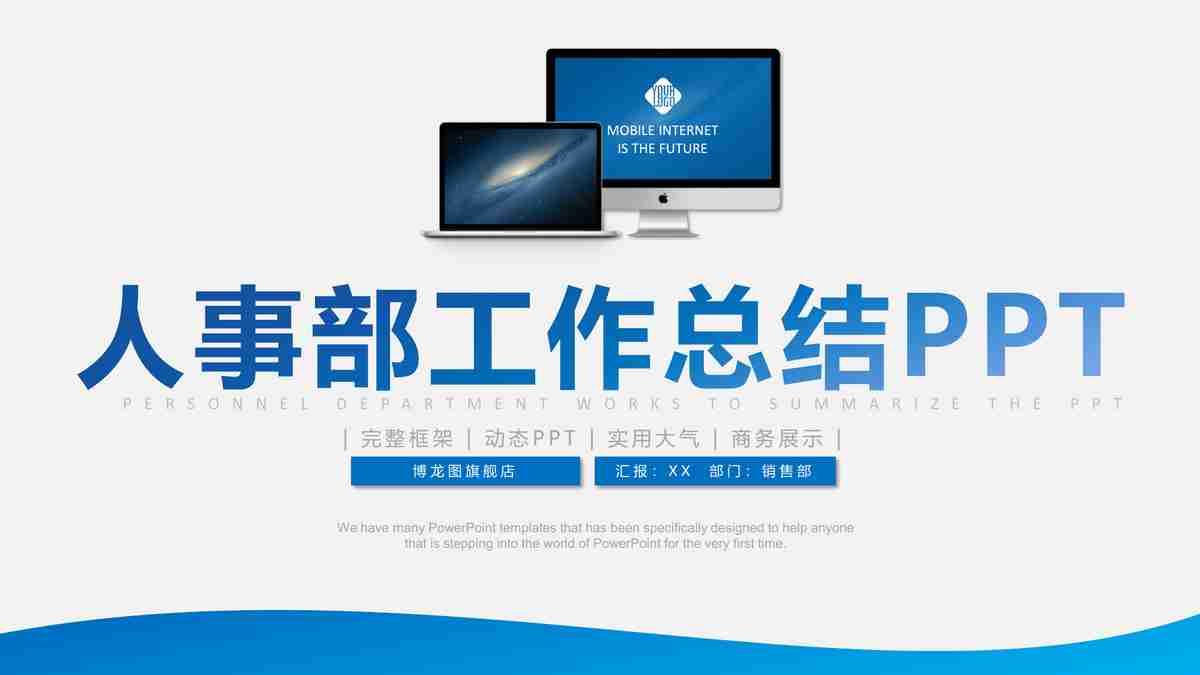 YOUR
LOGO
MOBILE INTERNET
IS THE FUTURE
人事部工作总结PPT
PERSONNEL DEPARTMENT WORKS TO SUMMARIZE THE PPT
| 完整框架 | 动态PPT | 实用大气 | 商务展示 |
博龙图旗舰店
汇报：XX 部门：销售部
We have many PowerPoint templates that has been specifically designed to help anyone
that is stepping into the world of PowerPoint for the very first time.